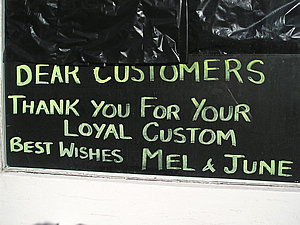 DEAR CUSTOMERS
THANK YOU FOR YOUR
LOYAL CUSTOM
BEST WISHES MEL & JUNE